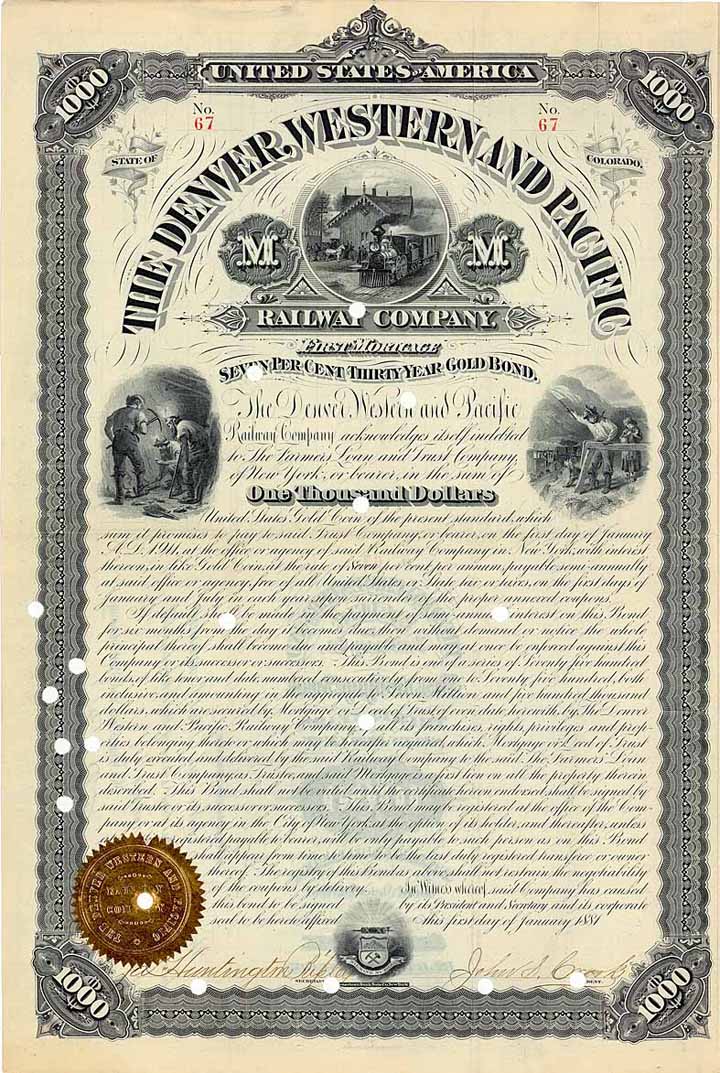 UNITED STATES OF AMERICA
1000
1000
No.
67
No.
67
STATE OF
COLORADO.
THE DENVER, WESTERN AND PACIFIC
M
M
RAILWAY COMPANY.
FIRST MORTGAGE
SEVEN PER CENT THIRTY YEAR GOLD BOND.
The Denver, Western and Pacific
Railway Company acknowledges itself indebted
to The Farmers' Loan and Trust Company,
of New York, or bearer, in the sum of
One Thousand Dollars
United States Gold Coin of the present standard, which
sum it promises to pay to said Trust Company, or bearer, on the first day of January
A.D. 1911, at the office or agency of said Railway Company in New York, with interest
thereon, in like Gold Coin, at the rate of Seven per cent per annum, payable semi-annually
at said office or agency, free of all United States or State tax or taxes, on the first days of
January and July in each year upon surrender of the proper annexed coupons.
If default shall be made in the payment of semi annual interest on this Bond
for six months from the day it becomes due, then without demand or notice the whole
principal thereof shall become due and payable and may at once be enforced against this
Company or its successor or successors. This Bond is one of a series of Seventy five hundred
bonds, of like tenor and date, numbered consecutively from one to Seventy five hundred, both
inclusive, and amounting in all to Seven Million and five hundred thousand
dollars, which are secured by Mortgage or Deed of Trust, of even date herewith, by The Denver
Western and Pacific Railway Company, of its franchises, rights, privileges and prop-
erties belonging thereto or which may be hereafter acquired, which Mortgage or Deed of Trust
is duly executed and delivered by the said Railway Company to the said The Farmers' Loan
and Trust Company, as Trustee, and said Mortgage is a first lien on all the property therein
described. This Bond shall not be valid until the certificate hereon endorsed shall be signed by
said Trustee or its successor or successors. This Bond may be registered at the office of the Com-
pany or at its agency in the City of New York, at the option of its holder, and thereafter, unless
registered payable to bearer, will be only payable to such person as on this Bond
shall appear from time to time to be the last duly registered transferee or owner
thereof. The registry of this Bond as above shall not restrain the negotiability
of the coupons by delivery. In Witness whereof, said Company has caused
this bond to be signed by its President and Secretary and its corporate
seal to be hereto affixed this first day of January 1881
THE DENVER WESTERN AND PACIFIC
RAILWAY
COMPANY
Huntington
John S.
SECRETARY
1000
1000